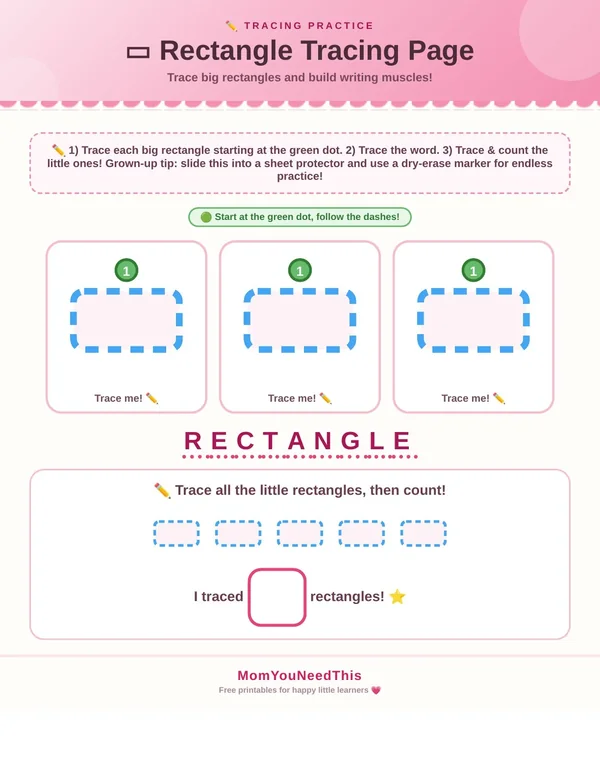 ✏️ TRACING PRACTICE
▭ Rectangle Tracing Page
Trace big rectangles and build writing muscles!
✏️ 1) Trace each big rectangle starting at the green dot. 2) Trace the word. 3) Trace & count the
little ones! Grown-up tip: slide this into a sheet protector and use a dry-erase marker for endless
practice!
🟢 Start at the green dot, follow the dashes!
1 1 1
Trace me! ✏️ Trace me! ✏️ Trace me! ✏️
RECTANGLE
✏️ Trace all the little rectangles, then count!
I traced rectangles! ⭐
MomYouNeedThis
Free printables for happy little learners 💗